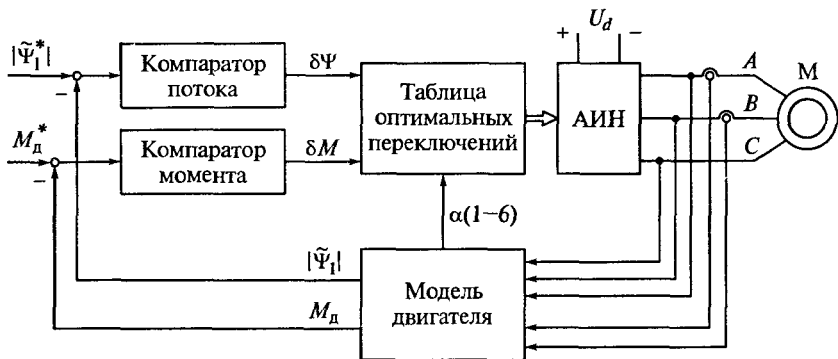 |Ψ̃₁*|
–
Компаратор
потока
δΨ
Таблица
оптимальных
переключений
+ U_d –
АИН
A
B
C
М
M_д*
–
Компаратор
момента
δM
α(1–6)
|Ψ̃₁|
M_д
Модель
двигателя